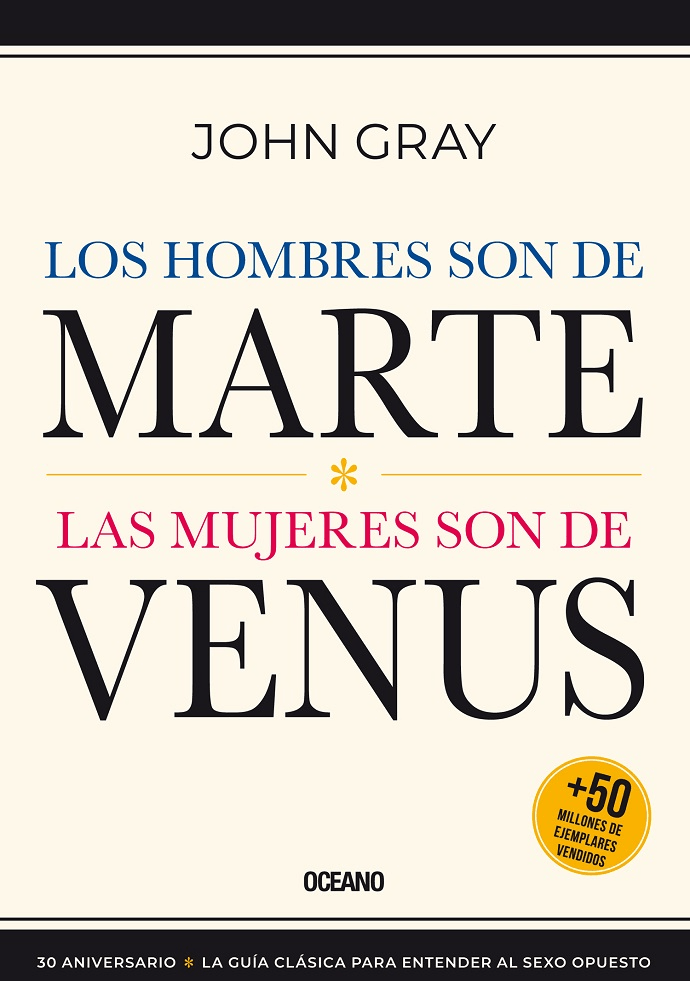 JOHN GRAY
LOS HOMBRES SON DE
MARTE
*
LAS MUJERES SON DE
VENUS
+50
MILLONES DE
EJEMPLARES
VENDIDOS
OCEANO
30 ANIVERSARIO * LA GUÍA CLÁSICA PARA ENTENDER AL SEXO OPUESTO